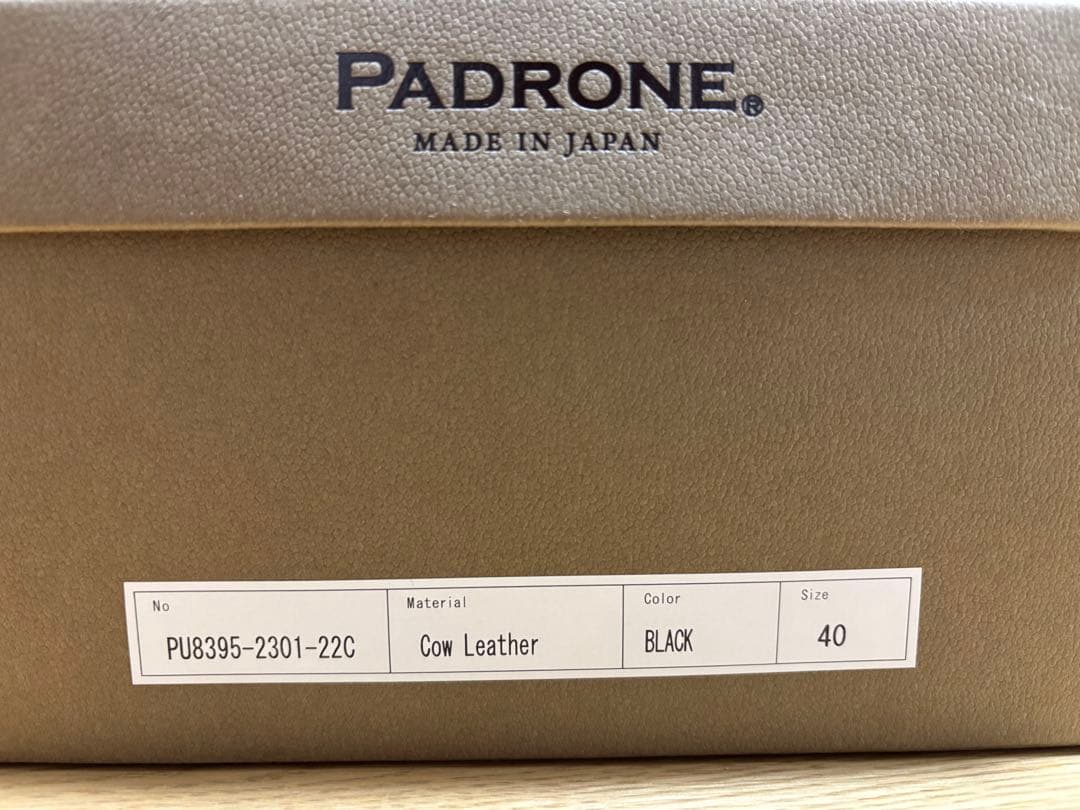 PADRONE®
MADE IN JAPAN
No Material Color Size
PU8395-2301-22C Cow Leather BLACK 40